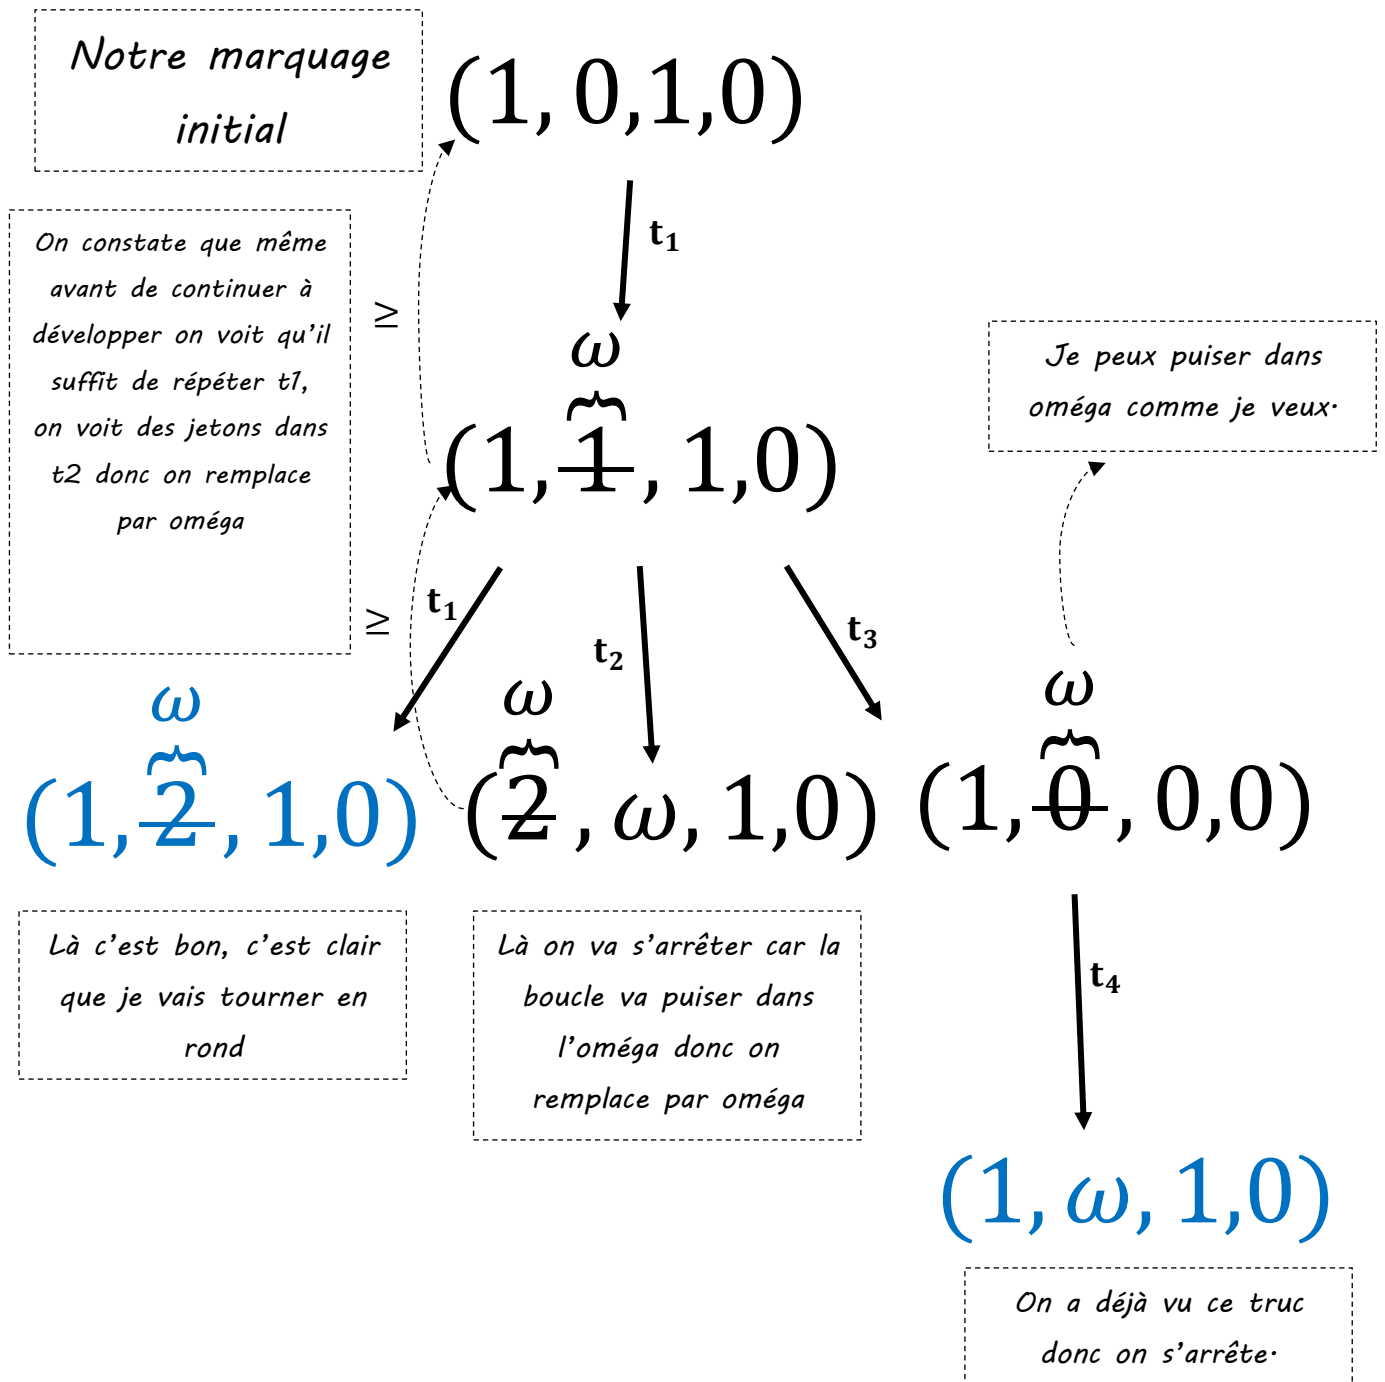 Notre marquage
initial
(1, 0,1,0)
t₁
On constate que même
avant de continuer à
développer on voit qu'il
suffit de répéter t1,
on voit des jetons dans
t2 donc on remplace
par oméga
≥
ω
(1, 1, 1,0)
Je peux puiser dans
oméga comme je veux.
≥
t₁
t₂
t₃
ω
(1, 2, 1,0)
ω
(2, ω, 1,0)
ω
(1, 0, 0,0)
Là c'est bon, c'est clair
que je vais tourner en
rond
Là on va s'arrêter car la
boucle va puiser dans
l'oméga donc on
remplace par oméga
t₄
(1, ω, 1,0)
On a déjà vu ce truc
donc on s'arrête.